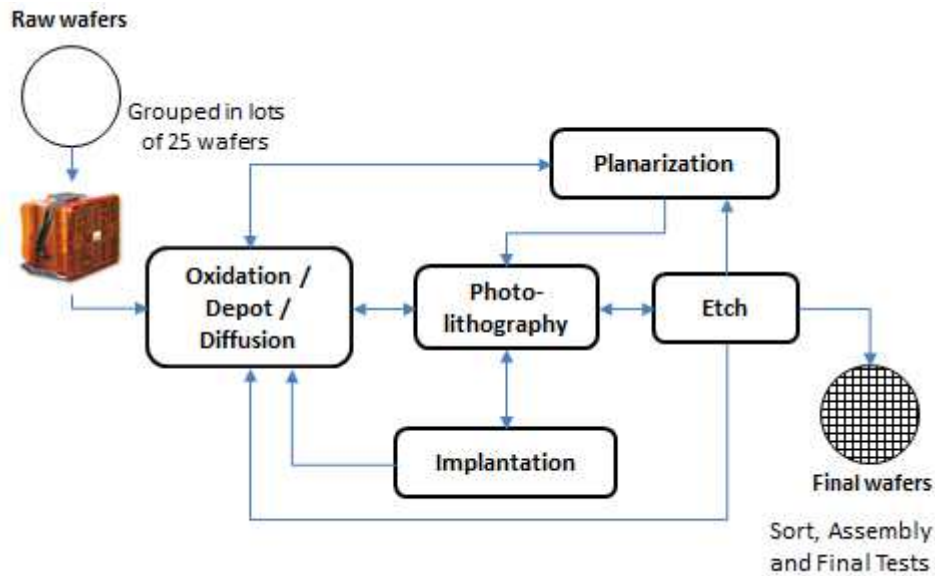 Raw wafers
Grouped in lots
of 25 wafers
Planarization
Oxidation /
Depot /
Diffusion
Photo-
lithography
Etch
Implantation
Final wafers
Sort, Assembly
and Final Tests